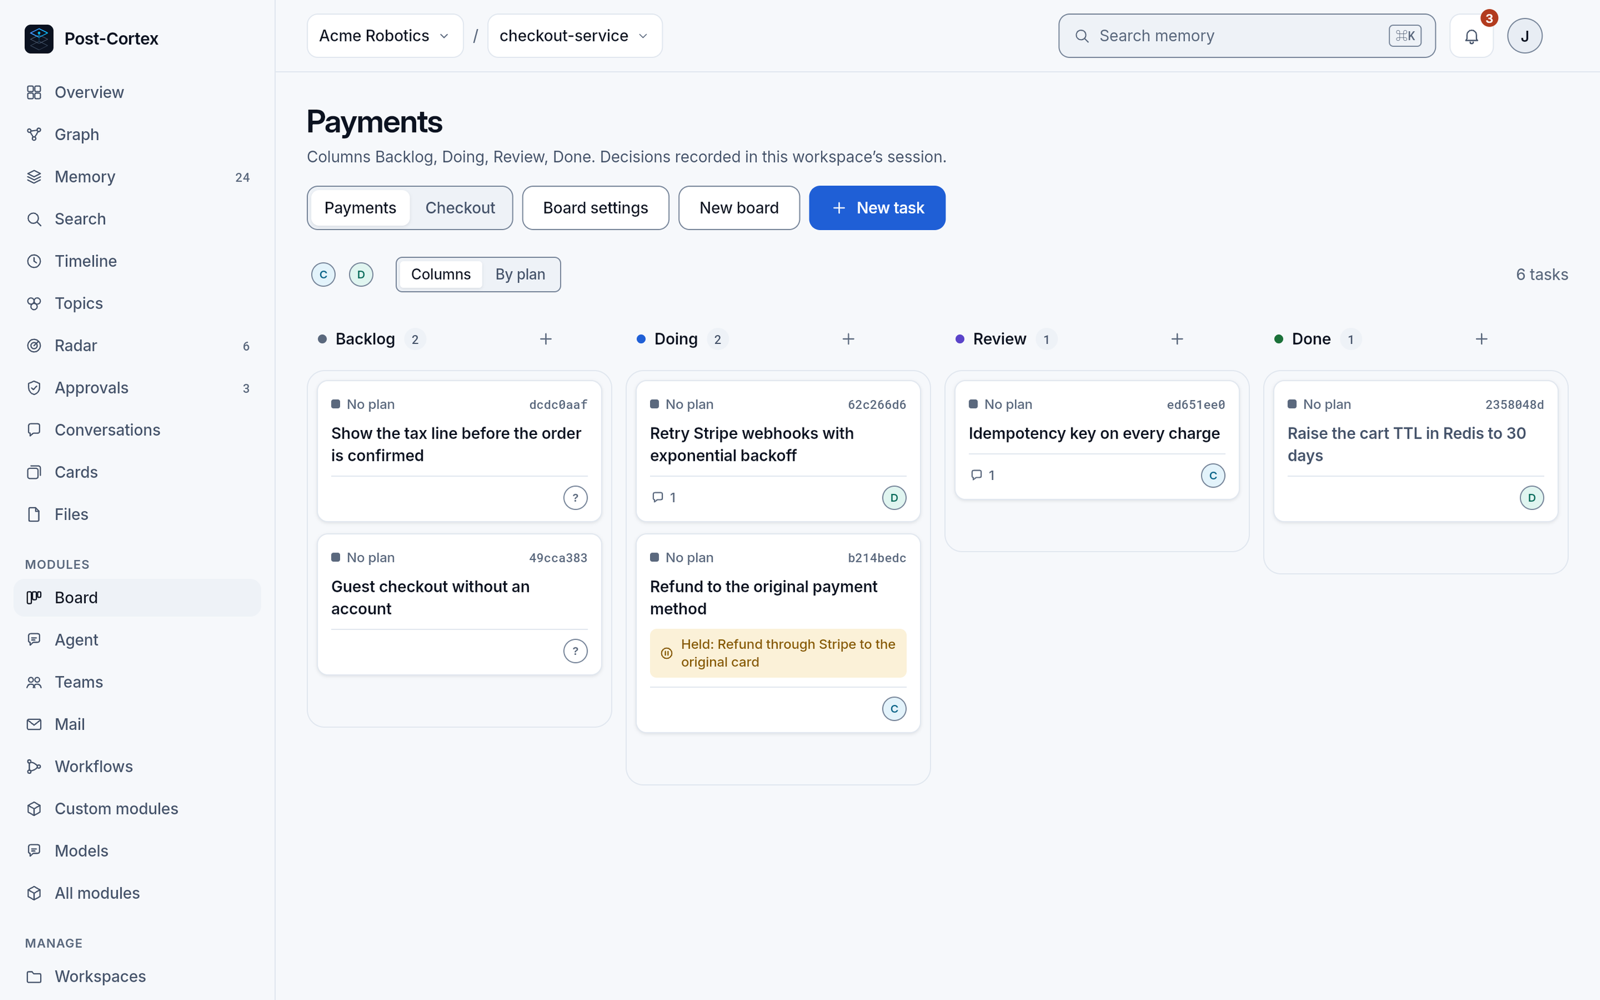 Post-Cortex
Overview
Graph
Memory 24
Search
Timeline
Topics
Radar 6
Approvals 3
Conversations
Cards
Files
MODULES
Board
Agent
Teams
Mail
Workflows
Custom modules
Models
All modules
MANAGE
Workspaces
Acme Robotics / checkout-service
Search memory ⌘K
3
J
Payments
Columns Backlog, Doing, Review, Done. Decisions recorded in this workspace’s session.
Payments Checkout Board settings New board + New task
C D Columns By plan 6 tasks
Backlog 2 +
No plan dcdc0aaf
Show the tax line before the order
is confirmed
?
No plan 49cca383
Guest checkout without an
account
?
Doing 2 +
No plan 62c266d6
Retry Stripe webhooks with
exponential backoff
1 D
No plan b214bedc
Refund to the original payment
method
Held: Refund through Stripe to the
original card
C
Review 1 +
No plan ed651ee0
Idempotency key on every charge
1 C
Done 1 +
No plan 2358048d
Raise the cart TTL in Redis to 30
days
D